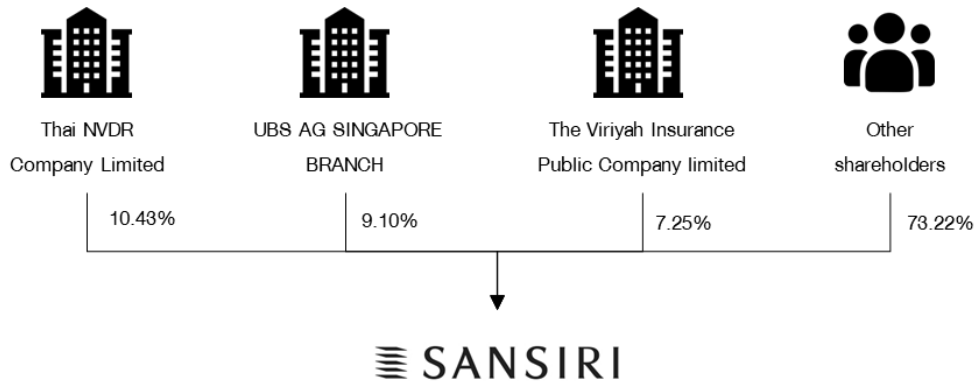 Thai NVDR
Company Limited
UBS AG SINGAPORE
BRANCH
The Viriyah Insurance
Public Company limited
Other
shareholders
10.43%
9.10%
7.25%
73.22%
SANSIRI